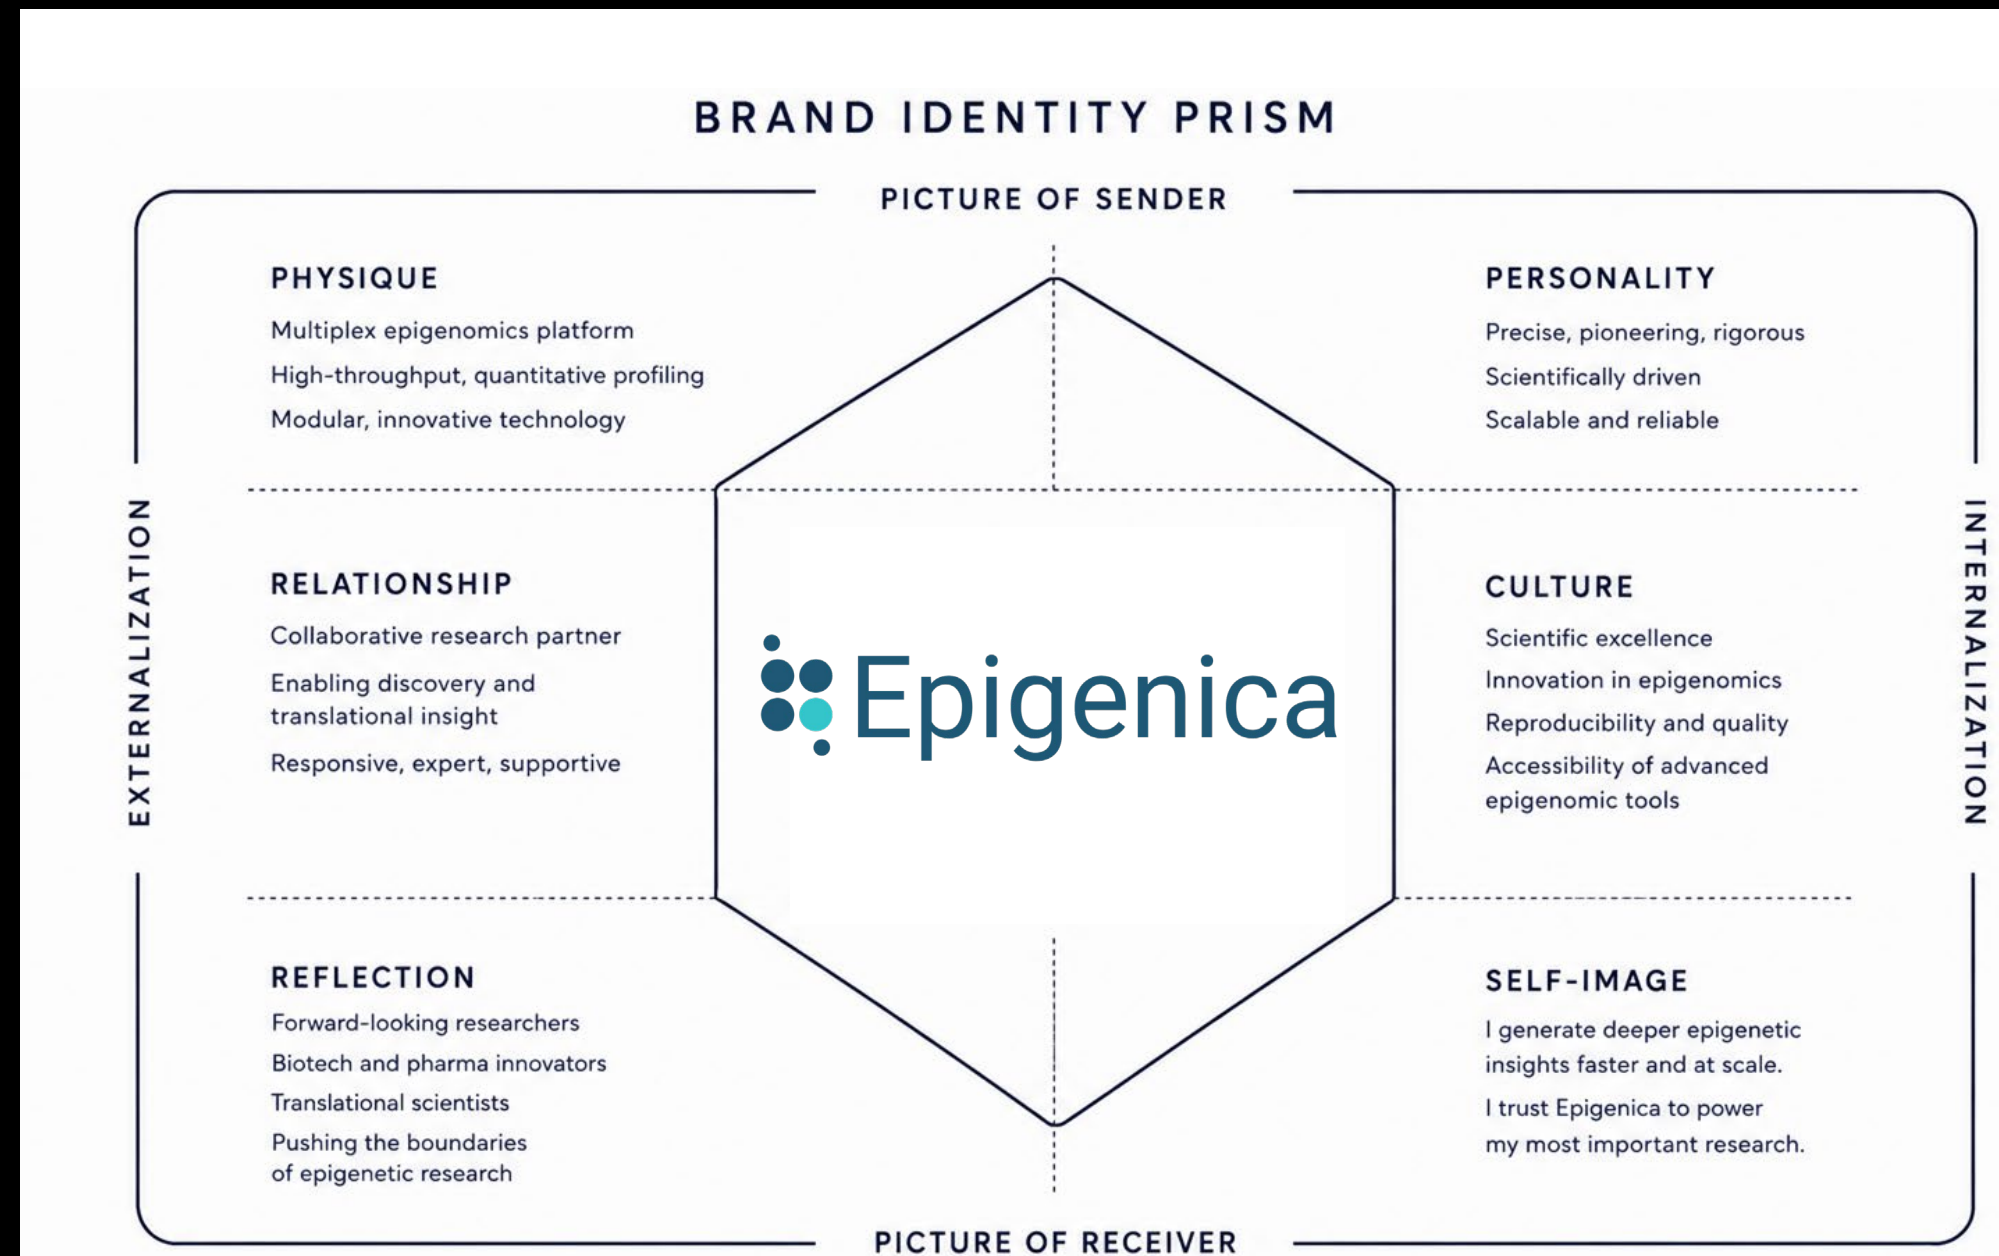 BRAND IDENTITY PRISM
PICTURE OF SENDER
PHYSIQUE
Multiplex epigenomics platform
High-throughput, quantitative profiling
Modular, innovative technology
PERSONALITY
Precise, pioneering, rigorous
Scientifically driven
Scalable and reliable
EXTERNALIZATION
RELATIONSHIP
Collaborative research partner
Enabling discovery and
translational insight
Responsive, expert, supportive
Epigenica
CULTURE
Scientific excellence
Innovation in epigenomics
Reproducibility and quality
Accessibility of advanced
epigenomic tools
INTERNALIZATION
REFLECTION
Forward-looking researchers
Biotech and pharma innovators
Translational scientists
Pushing the boundaries
of epigenetic research
SELF-IMAGE
I generate deeper epigenetic
insights faster and at scale.
I trust Epigenica to power
my most important research.
PICTURE OF RECEIVER